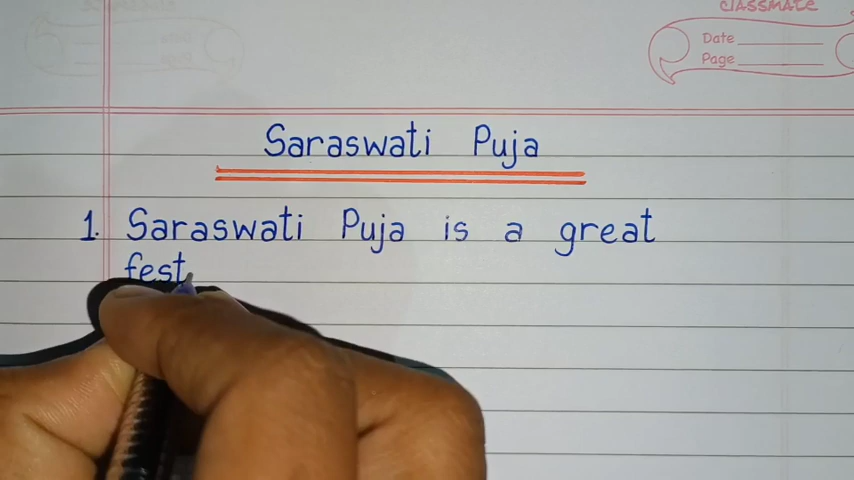 CLASSMATE
Date
Page
Saraswati Puja
1. Saraswati Puja is a great
fest